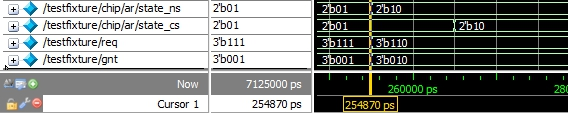 /testfixture/chip/ar/state_ns 2'b01 2'b01 2'b10
/testfixture/chip/ar/state_cs 2'b01 2'b01 2'b10
/testfixture/req 3'b111 3'b111 3'b110
/testfixture/gnt 3'b001 3'b001 3'b010
Now 7125000 ps 260000 ps 280
Cursor 1 254870 ps 254870 ps